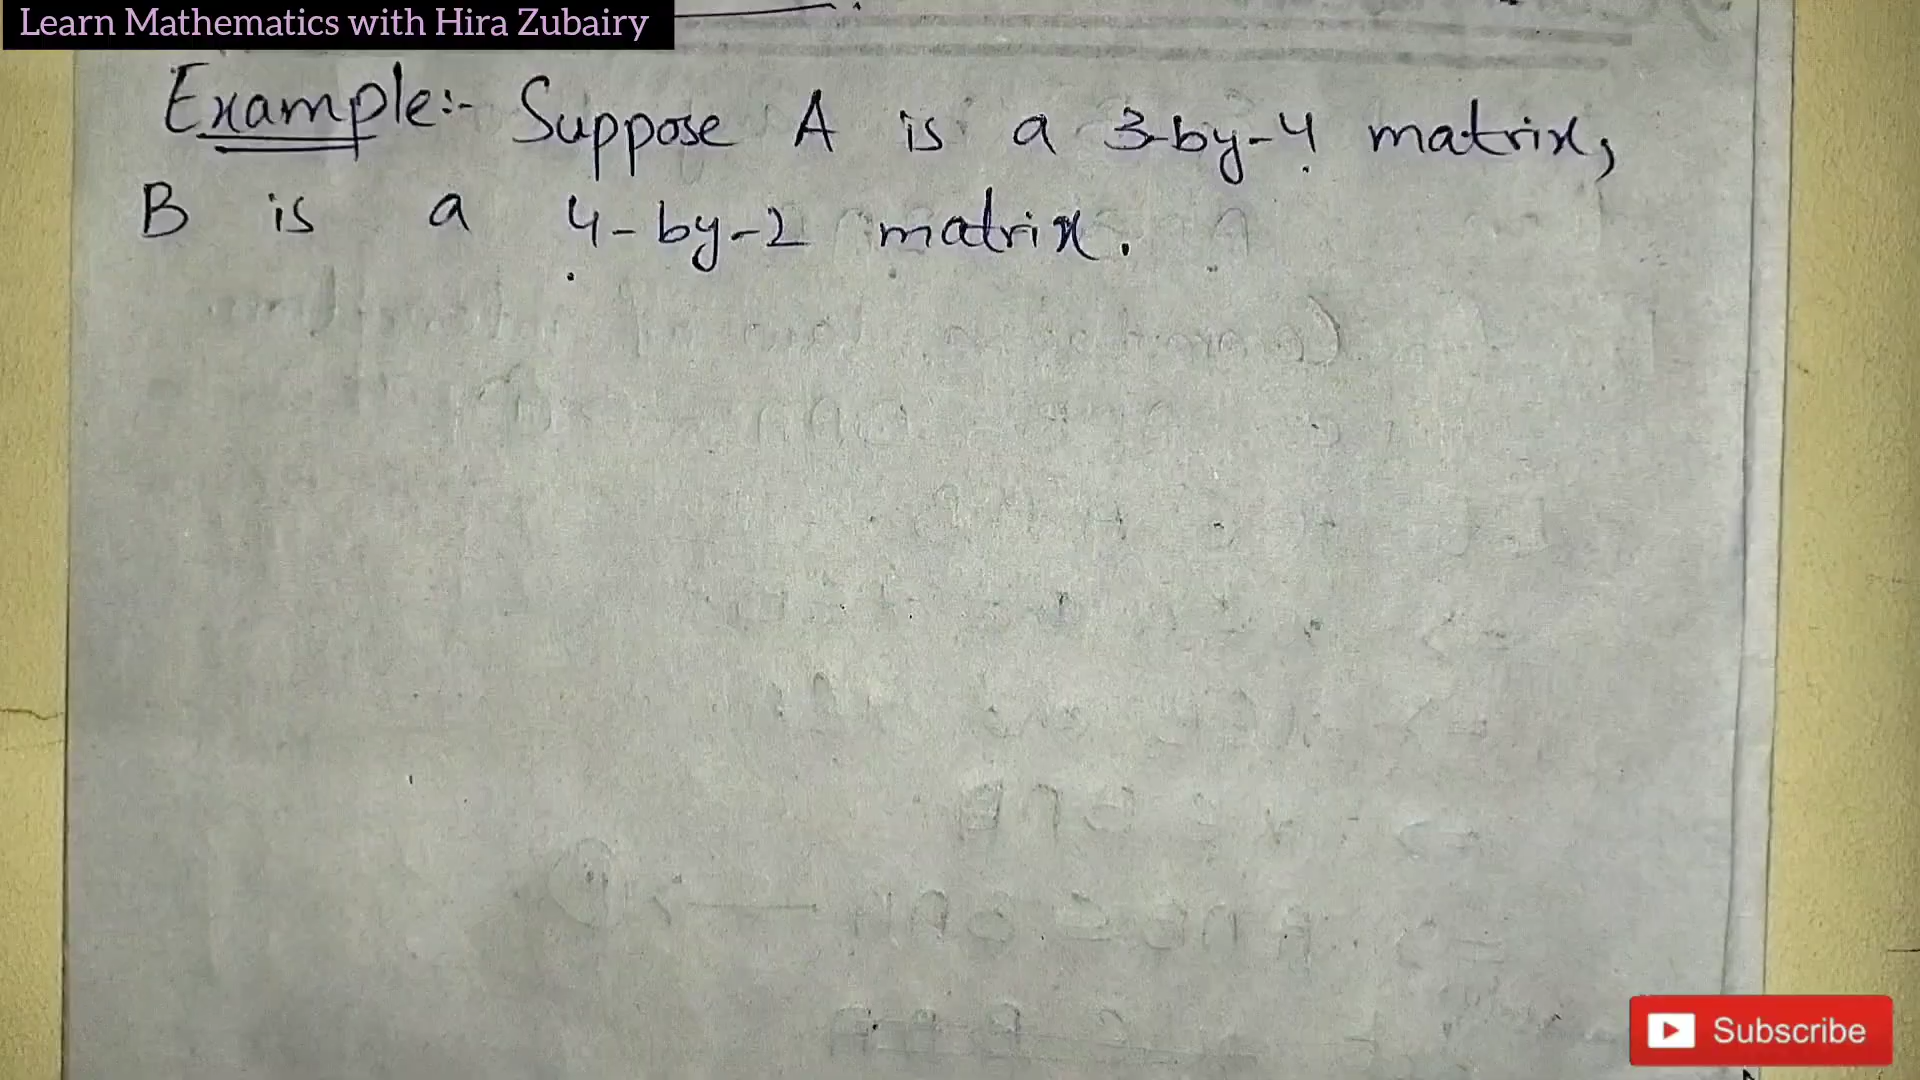 Learn Mathematics with Hira Zubairy
Example:- Suppose A is a 3-by-4 matrix,
B is a 4-by-2 matrix.
Subscribe